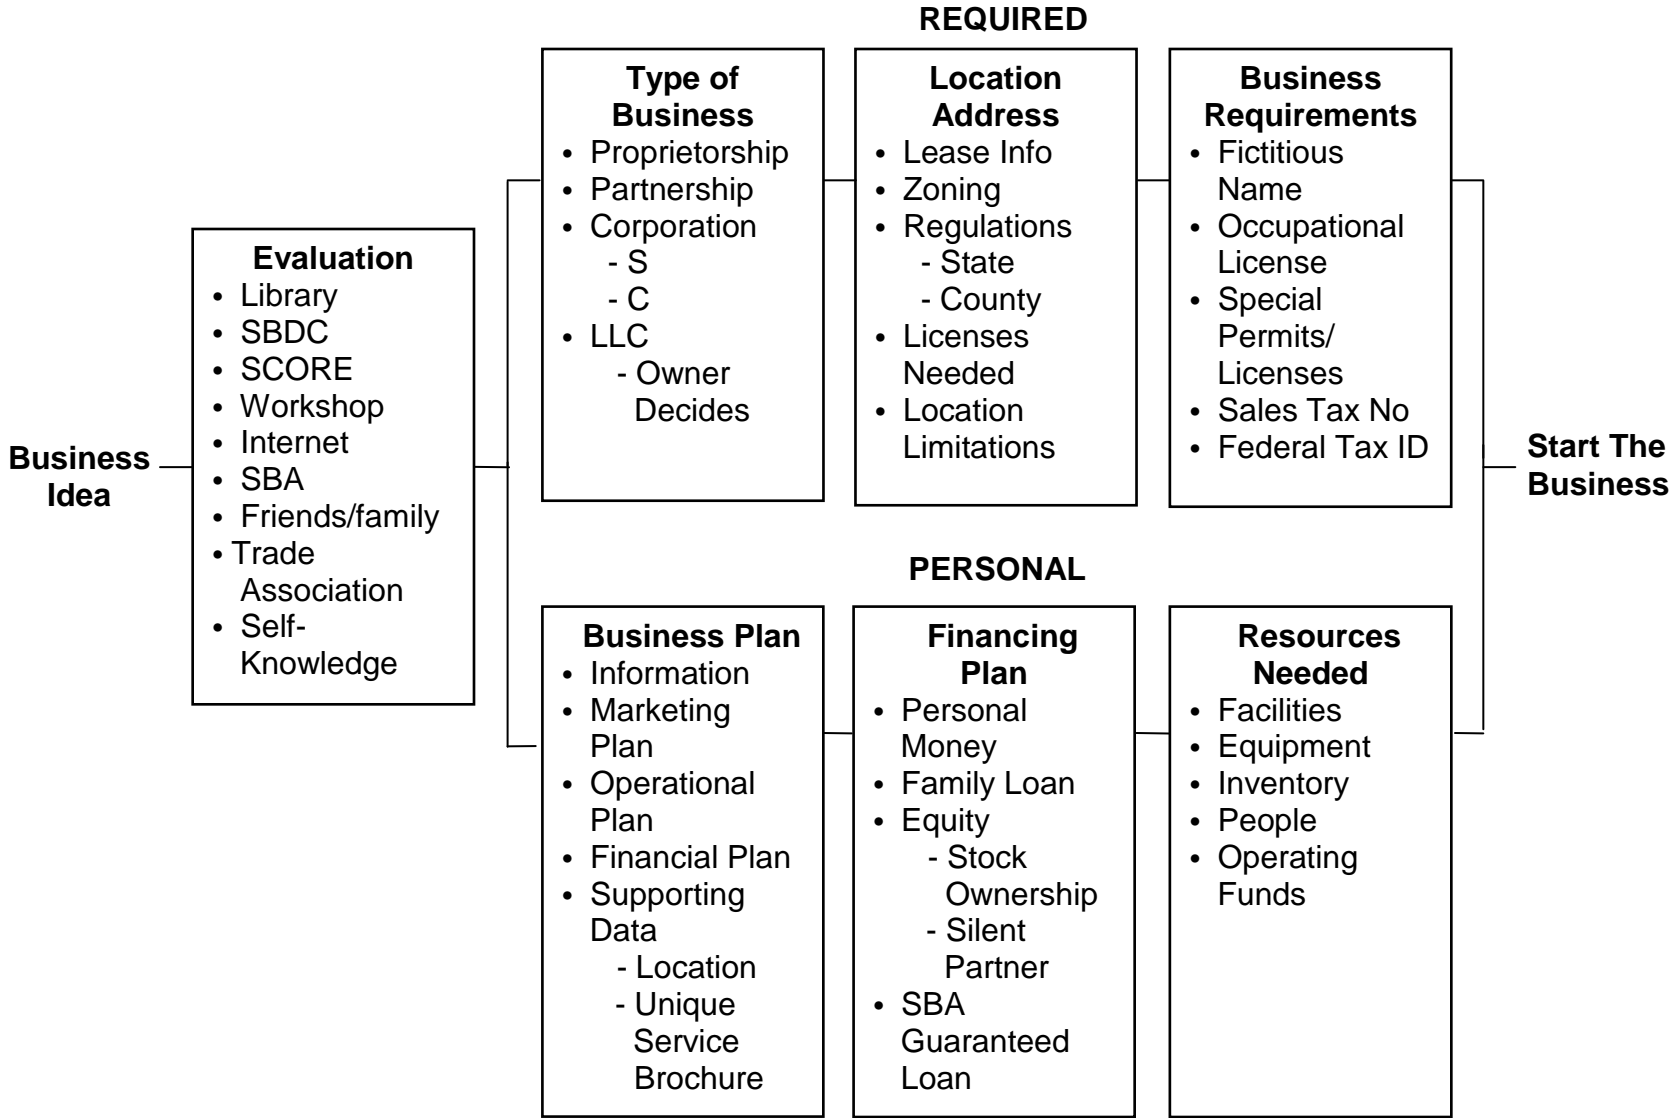 Business
Idea
Evaluation
• Library
• SBDC
• SCORE
• Workshop
• Internet
• SBA
• Friends/family
• Trade
Association
• Self-
Knowledge
REQUIRED
Type of
Business
• Proprietorship
• Partnership
• Corporation
- S
- C
• LLC
- Owner
Decides
Location
Address
• Lease Info
• Zoning
• Regulations
- State
- County
• Licenses
Needed
• Location
Limitations
Business
Requirements
• Fictitious
Name
• Occupational
License
• Special
Permits/
Licenses
• Sales Tax No
• Federal Tax ID
PERSONAL
Business Plan
• Information
• Marketing
Plan
• Operational
Plan
• Financial Plan
• Supporting
Data
- Location
- Unique
Service
Brochure
Financing
Plan
• Personal
Money
• Family Loan
• Equity
- Stock
Ownership
- Silent
Partner
• SBA
Guaranteed
Loan
Resources
Needed
• Facilities
• Equipment
• Inventory
• People
• Operating
Funds
Start The
Business